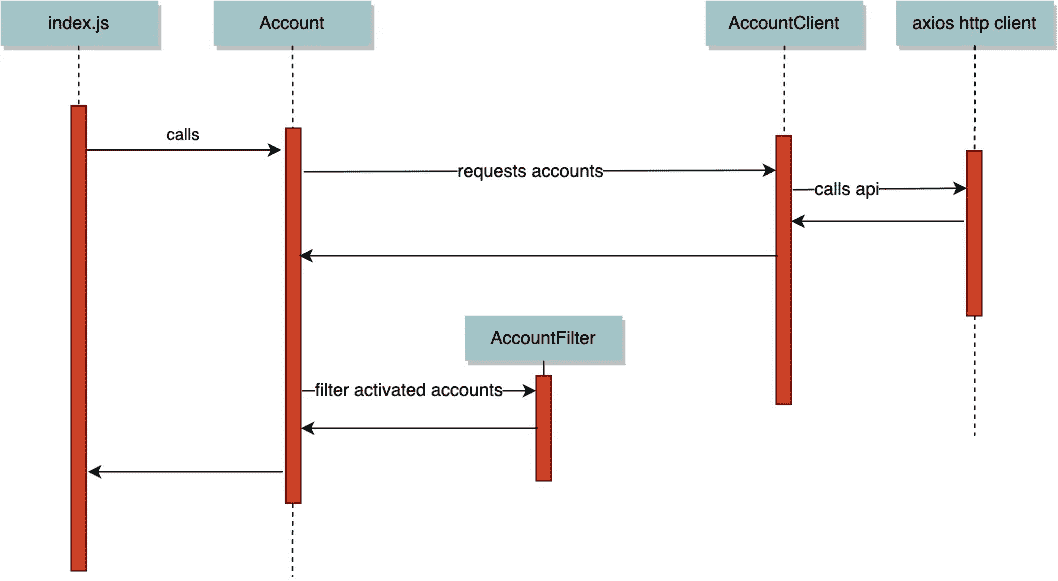 index.js
Account
AccountClient
axios http client
calls
requests accounts
calls api
AccountFilter
filter activated accounts